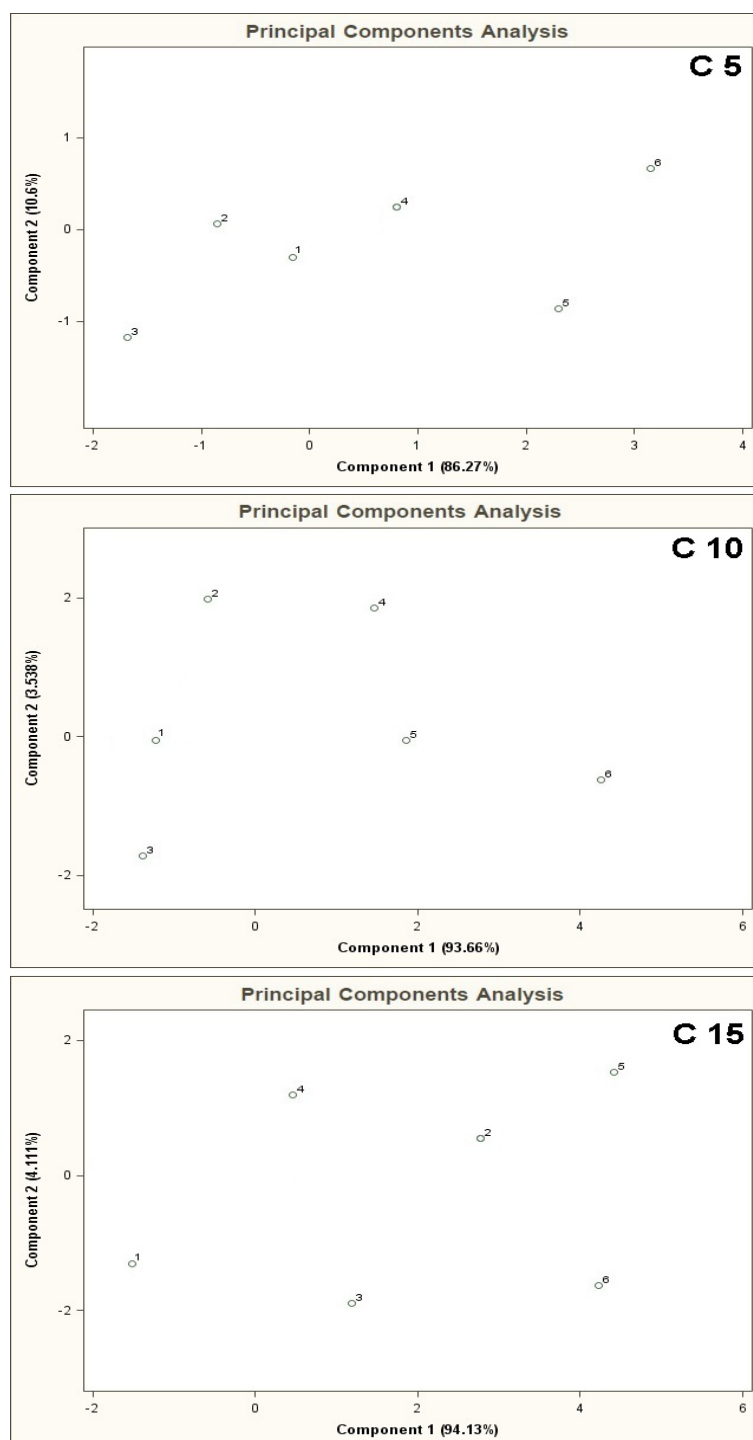 Principal Components Analysis
C 5
1
6
4
2
0
1
5
-1
3
-2 -1 0 1 2 3 4
Component 2 (10.6%)
Component 1 (86.27%)
Principal Components Analysis
C 10
2
2
4
0
1
5
6
3
-2
-2 0 2 4 6
Component 2 (3.538%)
Component 1 (93.66%)
Principal Components Analysis
C 15
2
5
4
2
0
1
6
3
-2
-2 0 2 4 6
Component 2 (4.111%)
Component 1 (94.13%)